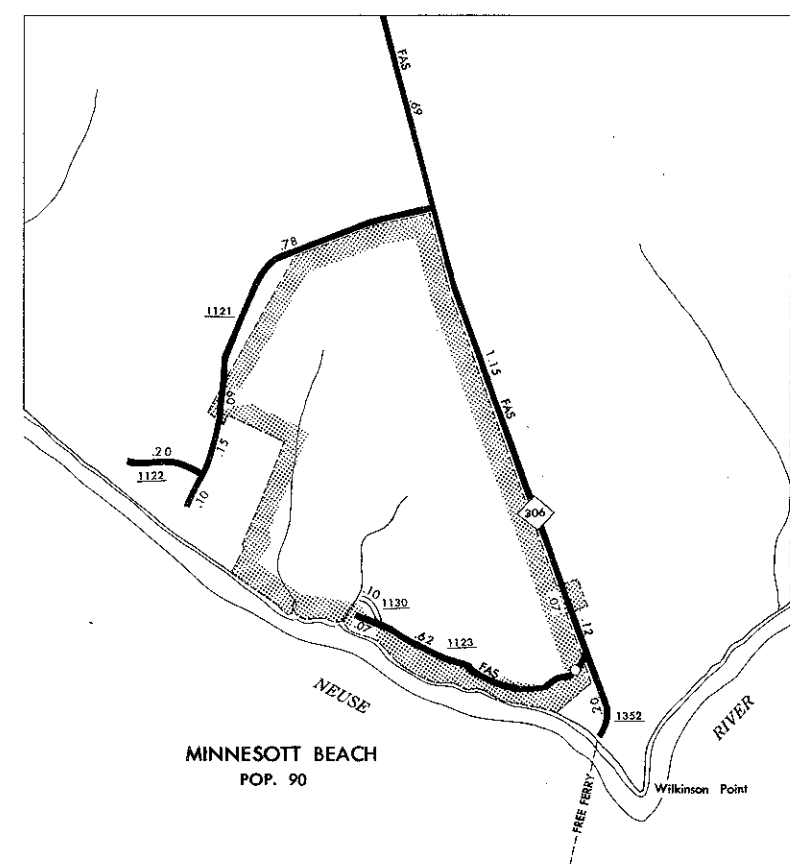 FAS
.69
.78
1121
.09
1.15
FAS
.15
.20
1122
.10
306
.10
1130
.07
.12
.07
.62
1123
FAS
NEUSE
.20
1352
RIVER
MINNESOTT BEACH
POP. 90
FREE FERRY
Wilkinson Point